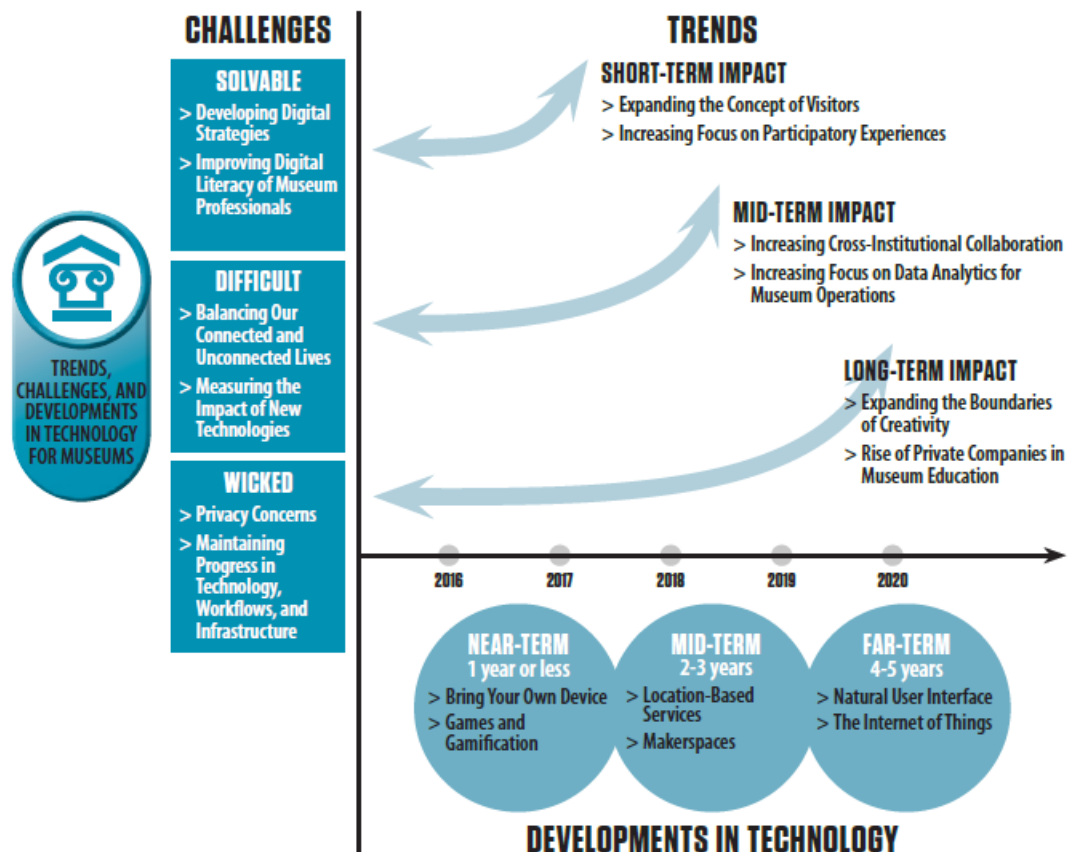 CHALLENGES
SOLVABLE
> Developing Digital
Strategies
> Improving Digital
Literacy of Museum
Professionals
DIFFICULT
> Balancing Our
Connected and
Unconnected Lives
> Measuring the
Impact of New
Technologies
WICKED
> Privacy Concerns
> Maintaining
Progress in
Technology,
Workflows, and
Infrastructure
TRENDS,
CHALLENGES, AND
DEVELOPMENTS
IN TECHNOLOGY
FOR MUSEUMS
TRENDS
SHORT-TERM IMPACT
> Expanding the Concept of Visitors
> Increasing Focus on Participatory Experiences
MID-TERM IMPACT
> Increasing Cross-Institutional Collaboration
> Increasing Focus on Data Analytics for
Museum Operations
LONG-TERM IMPACT
> Expanding the Boundaries
of Creativity
> Rise of Private Companies in
Museum Education
2016 2017 2018 2019 2020
NEAR-TERM
1 year or less
> Bring Your Own Device
> Games and
Gamification
MID-TERM
2-3 years
> Location-Based
Services
> Makerspaces
FAR-TERM
4-5 years
> Natural User Interface
> The Internet of Things
DEVELOPMENTS IN TECHNOLOGY